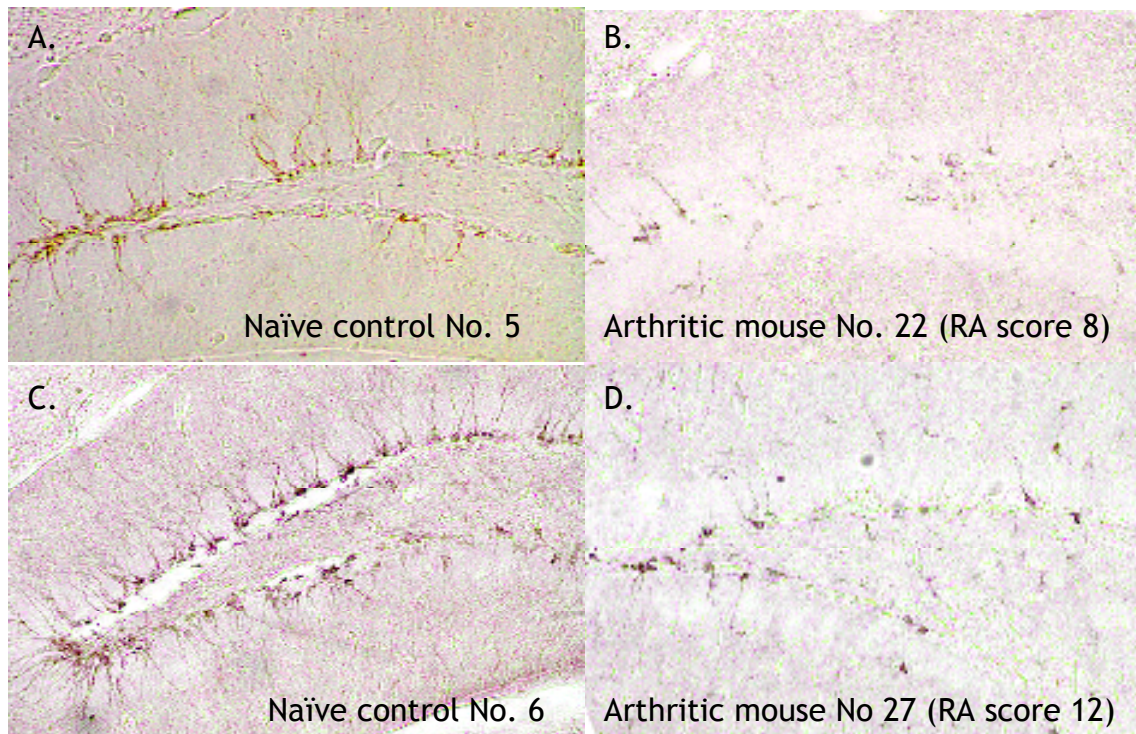 A.
Naïve control No. 5
B.
Arthritic mouse No. 22 (RA score 8)
C.
Naïve control No. 6
D.
Arthritic mouse No 27 (RA score 12)